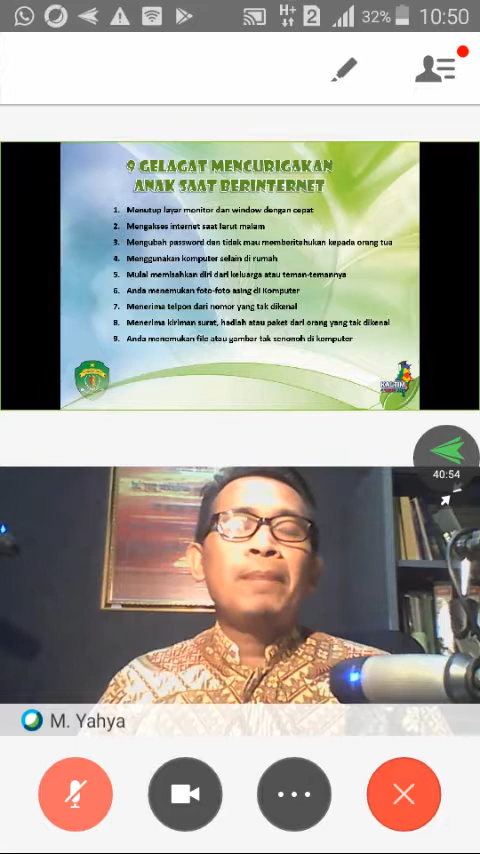 H+
2
32%
10:50
9 GELAGAT MENCURIGAKAN
ANAK SAAT BERINTERNET
1. Menutup layar monitor dan window dengan cepat
2. Mengakses internet saat larut malam
3. Mengubah password dan tidak mau memberitahukan kepada orang tua
4. Menggunakan komputer selain di rumah
5. Mulai memisahkan diri dari keluarga atau teman-temannya
6. Anda menemukan foto-foto asing di Komputer
7. Menerima telpon dari nomor yang tak dikenal
8. Menerima kiriman surat, hadiah atau paket dari orang yang tak dikenal
9. Anda menemukan file atau gambar tak senonoh di komputer
40:54
M. Yahya